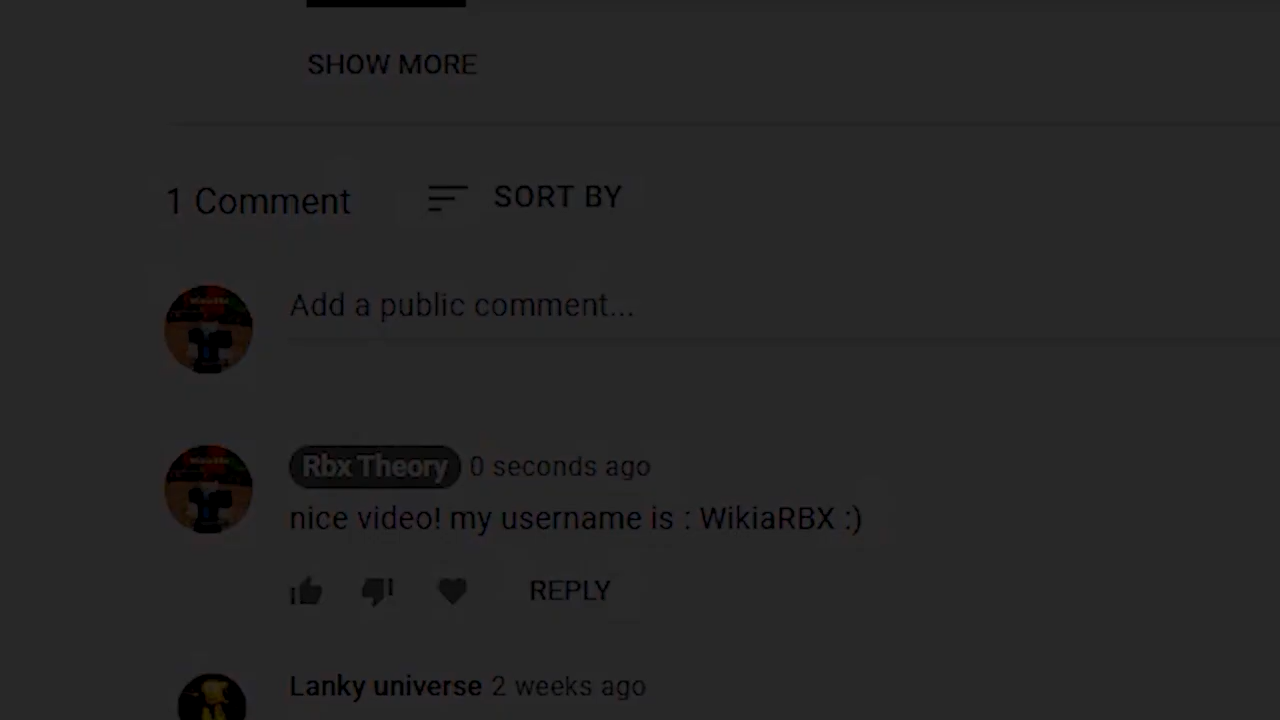 SHOW MORE
1 Comment SORT BY
Add a public comment...
Rbx Theory 0 seconds ago
nice video! my username is : WikiaRBX :)
REPLY
Lanky universe 2 weeks ago